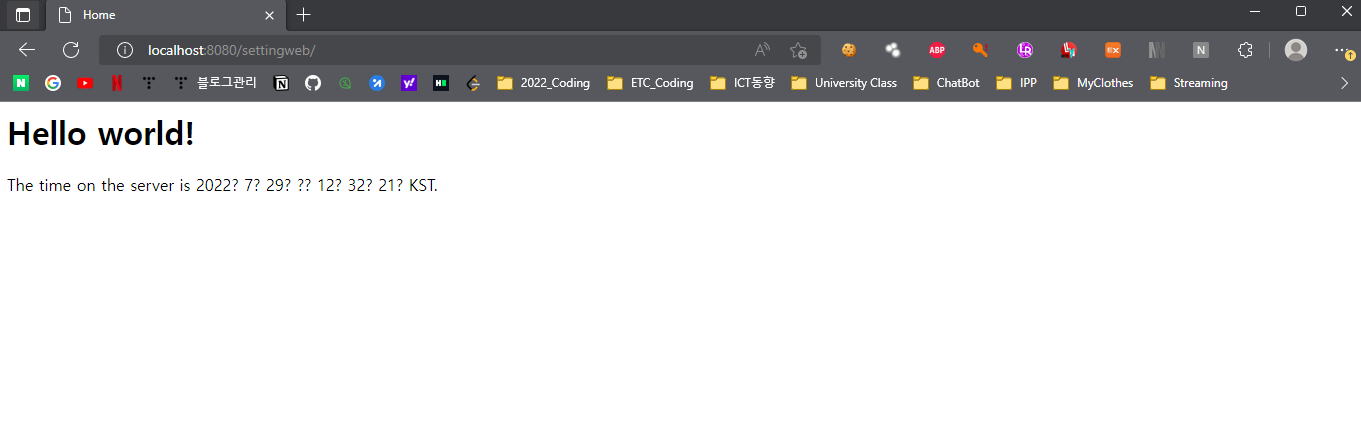 Home
localhost:8080/settingweb/
ABP LR EX N
N G N 블로그관리 N y! H 2022_Coding ETC_Coding ICT동향 University Class ChatBot IPP MyClothes Streaming
Hello world!
The time on the server is 2022? 7? 29? ?? 12? 32? 21? KST.